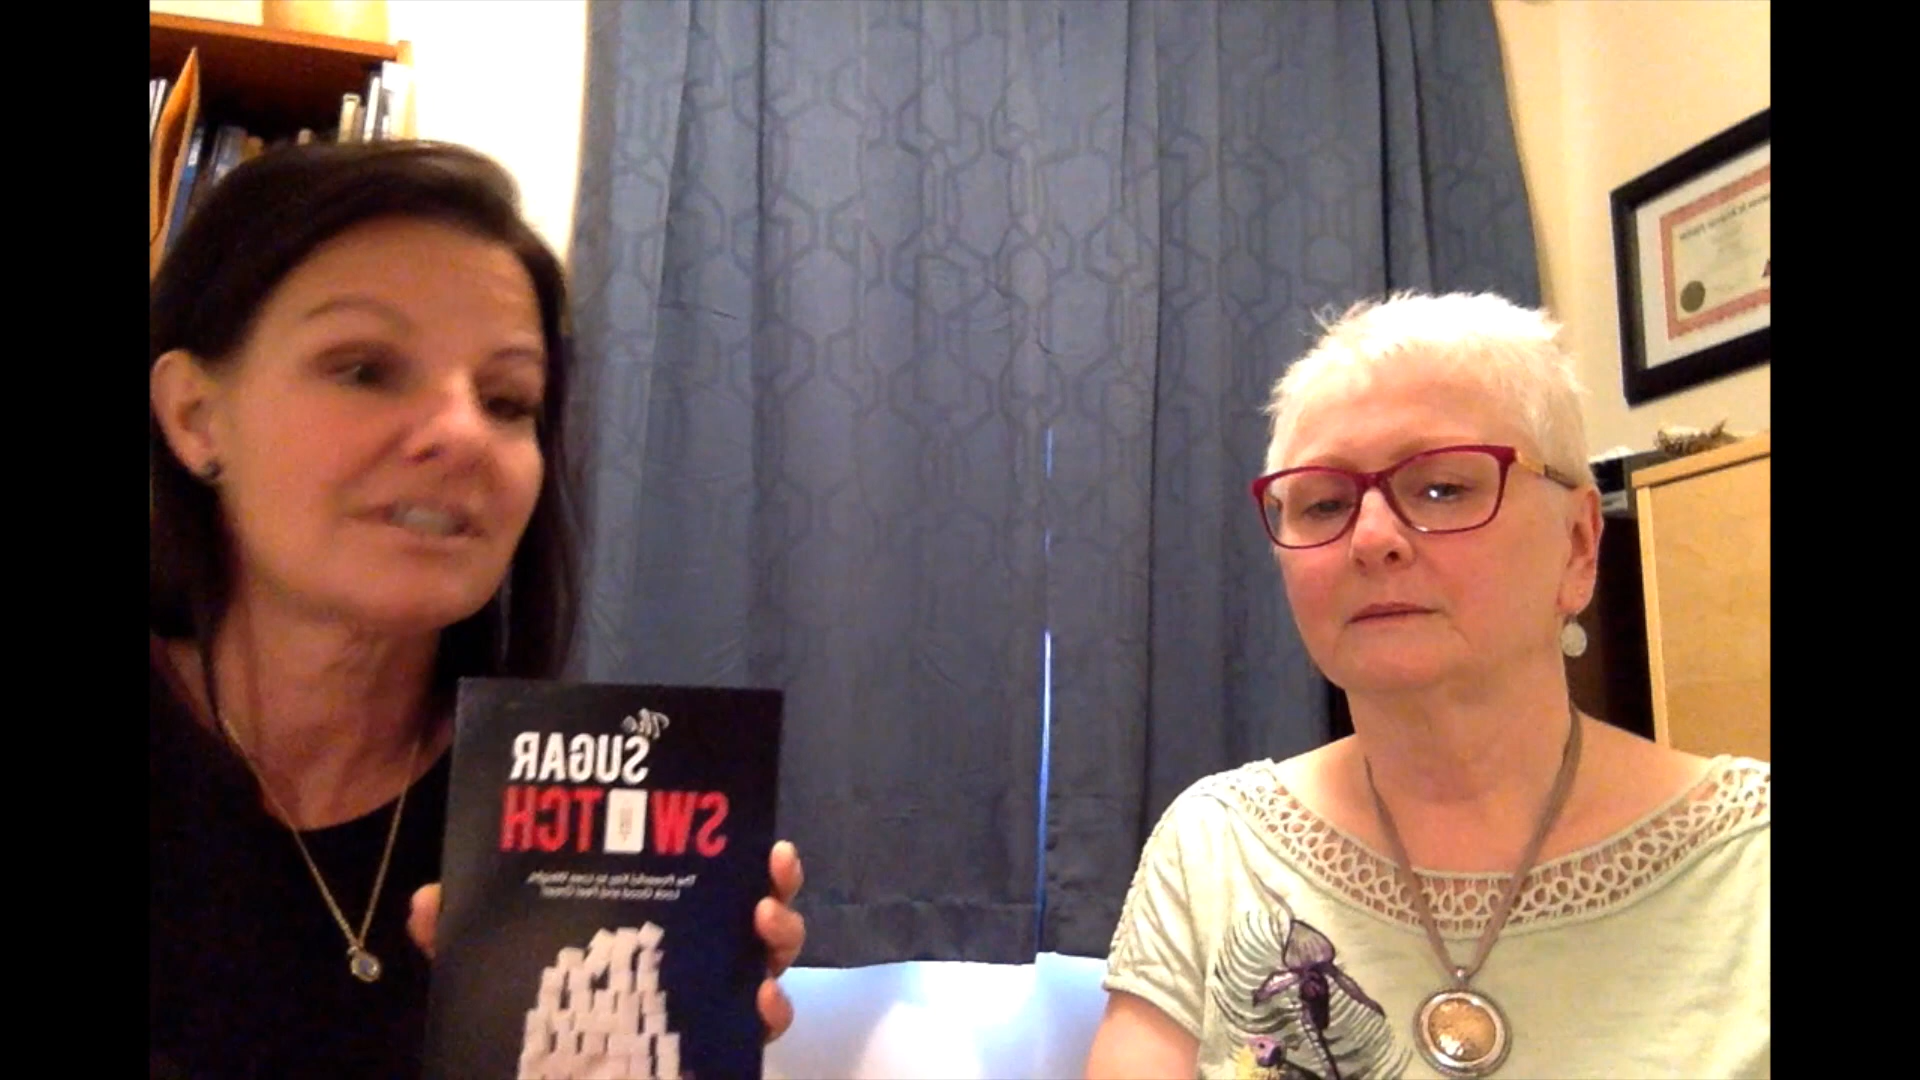 The
SUGAR
SWITCH
The Powerful Key to Lose Weight,
Look Good and Feel Great!